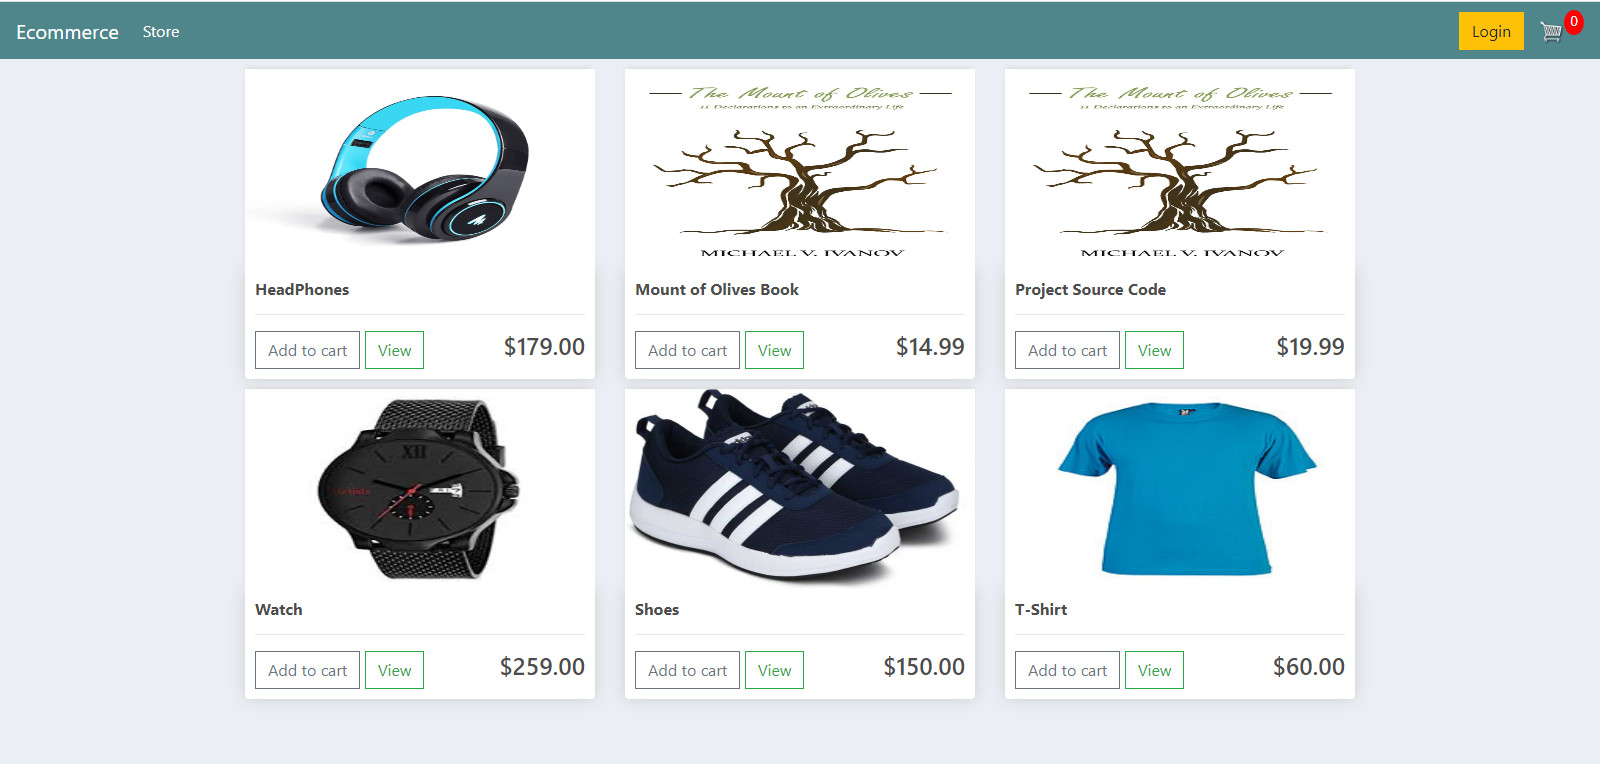 Ecommerce Store Login 0
The Mount of Olives
11 Declarations to an Extraordinary Life
MICHAEL V. IVANOV
The Mount of Olives
11 Declarations to an Extraordinary Life
MICHAEL V. IVANOV
HeadPhones
Mount of Olives Book
Project Source Code
Add to cart View $179.00
Add to cart View $14.99
Add to cart View $19.99
XII
Watch
Shoes
T-Shirt
Add to cart View $259.00
Add to cart View $150.00
Add to cart View $60.00